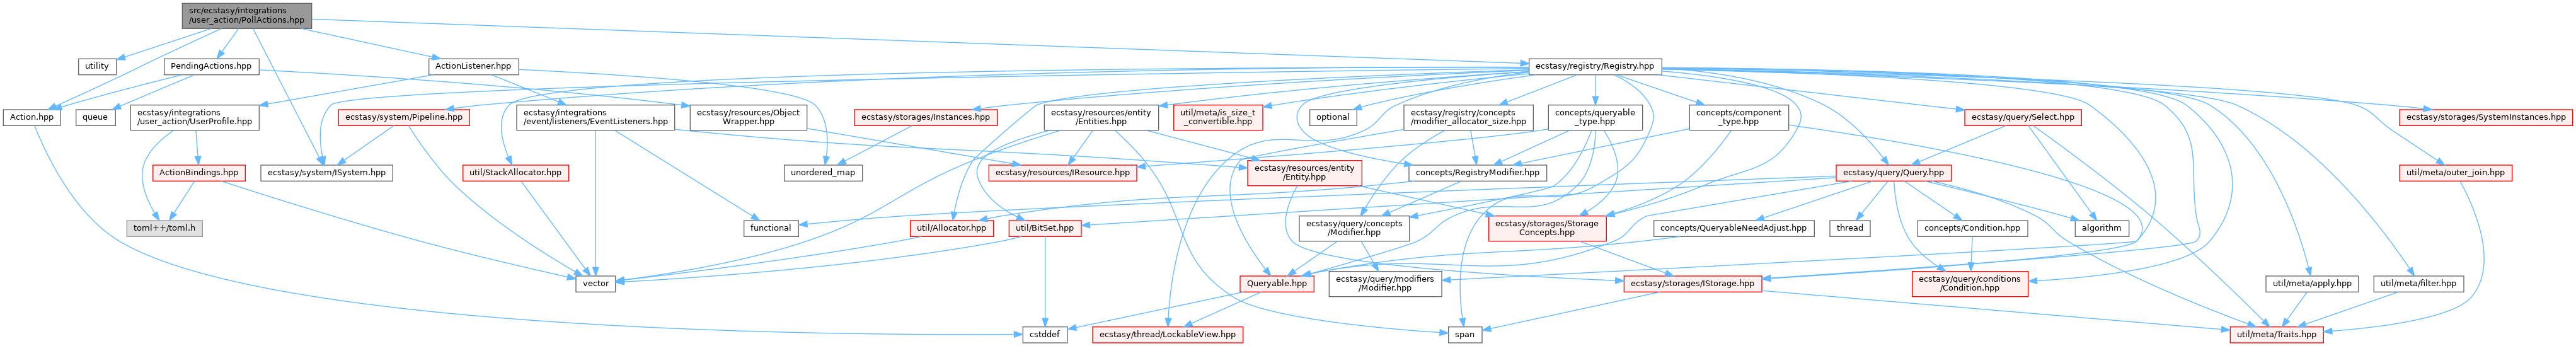 src/ecstasy/integrations
/user_action/PollActions.hpp
utility
PendingActions.hpp
ActionListener.hpp
ecstasy/registry/Registry.hpp
Action.hpp
queue
ecstasy/integrations
/user_action/UserProfile.hpp
ecstasy/system/Pipeline.hpp
ecstasy/integrations
/event/listeners/EventListeners.hpp
ecstasy/resources/Object
Wrapper.hpp
ecstasy/storages/Instances.hpp
ecstasy/resources/entity
/Entities.hpp
util/meta/is_size_t
_convertible.hpp
optional
ecstasy/registry/concepts
/modifier_allocator_size.hpp
concepts/queryable
_type.hpp
concepts/component
_type.hpp
ecstasy/query/Select.hpp
ecstasy/storages/SystemInstances.hpp
ActionBindings.hpp
ecstasy/system/ISystem.hpp
util/StackAllocator.hpp
unordered_map
ecstasy/resources/IResource.hpp
ecstasy/resources/entity
/Entity.hpp
concepts/RegistryModifier.hpp
ecstasy/query/Query.hpp
util/meta/outer_join.hpp
toml++/toml.h
functional
util/Allocator.hpp
util/BitSet.hpp
ecstasy/query/concepts
/Modifier.hpp
ecstasy/storages/Storage
Concepts.hpp
concepts/QueryableNeedAdjust.hpp
thread
concepts/Condition.hpp
algorithm
vector
Queryable.hpp
ecstasy/query/modifiers
/Modifier.hpp
ecstasy/storages/IStorage.hpp
ecstasy/query/conditions
/Condition.hpp
util/meta/apply.hpp
util/meta/filter.hpp
cstddef
ecstasy/thread/LockableView.hpp
span
util/meta/Traits.hpp